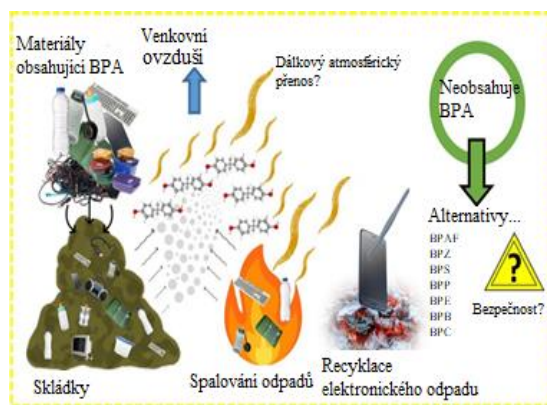 Materiály
obsahující BPA
Venkovní
ovzduší
Dálkový atmosférický
přenos?
Neobsahuje
BPA
Alternativy...
BPAF
BPZ
BPS
BPP
BPE
BPB
BPC
?
Bezpečnost?
Skládky
Spalování odpadů
Recyklace
elektronického odpadu